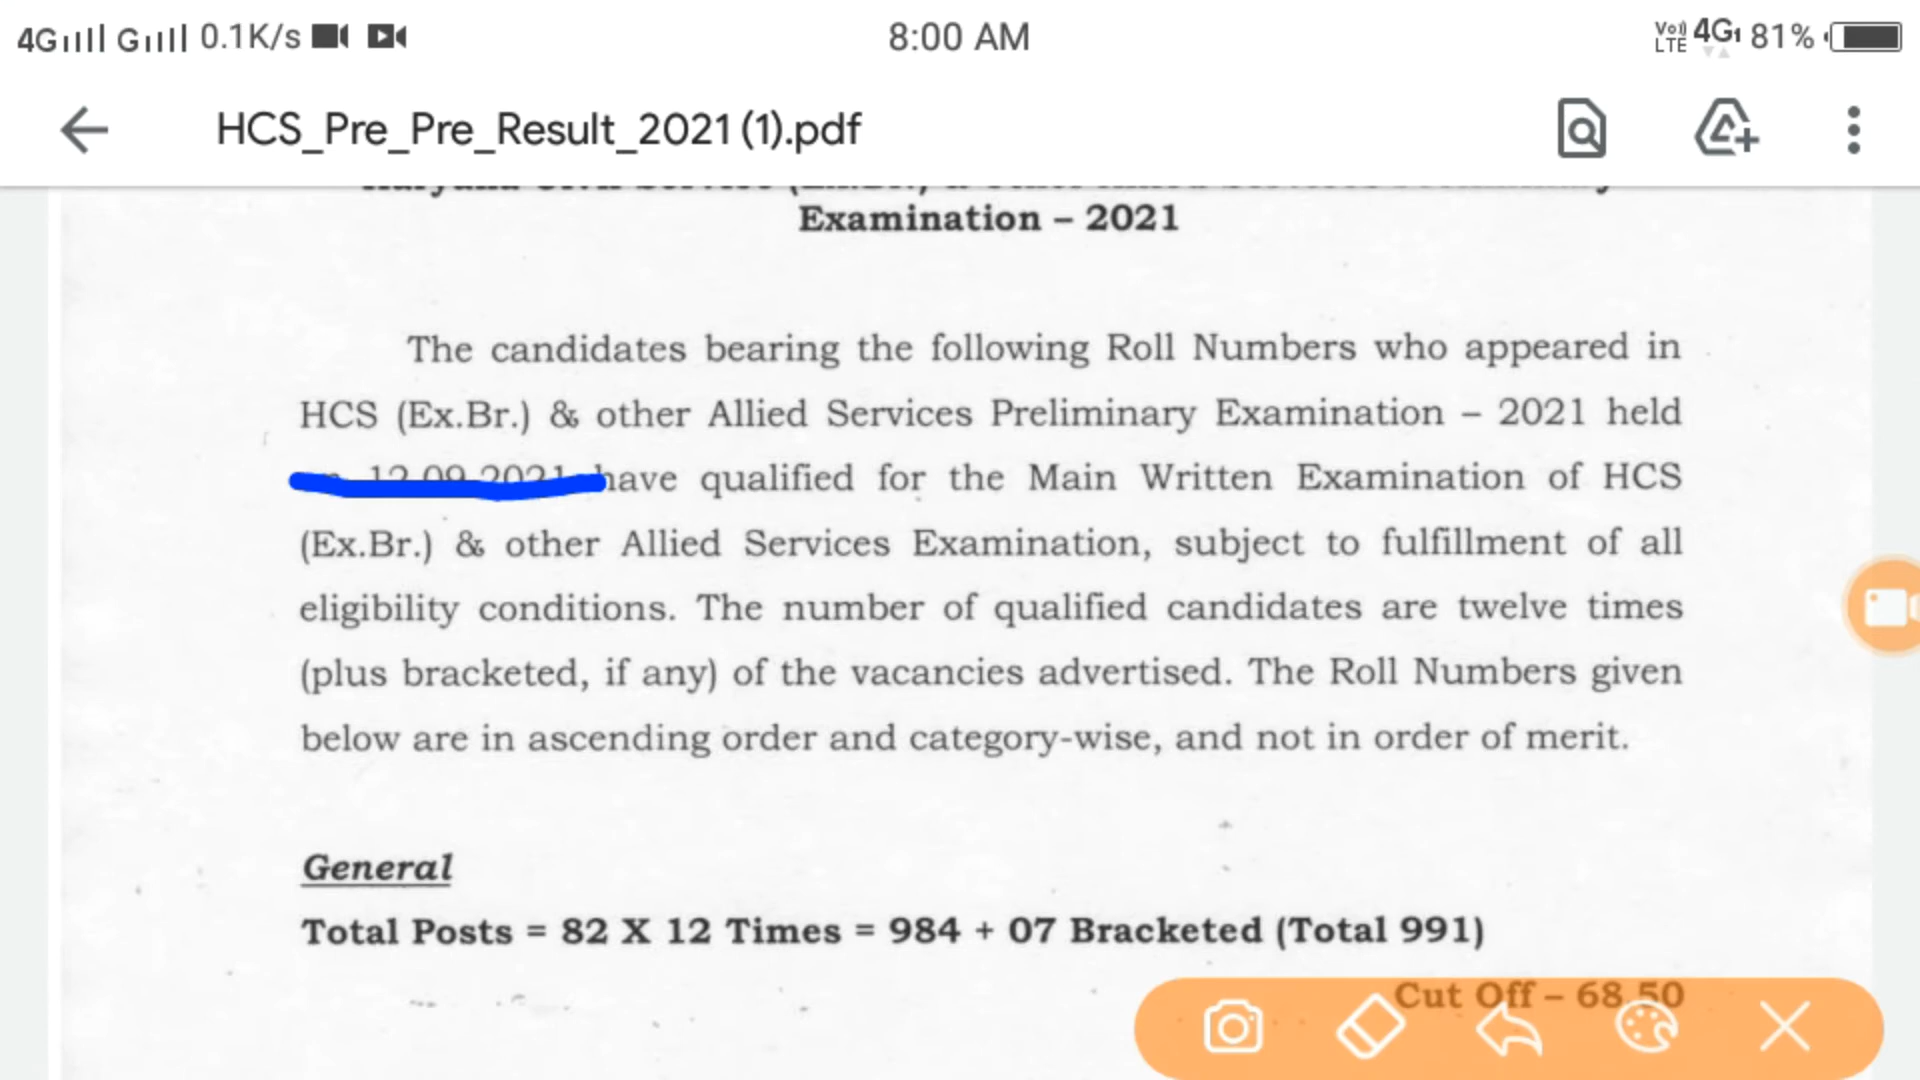 4G G 0.1K/s 8:00 AM VoLTE 4G1 81%
HCS_Pre_Pre_Result_2021 (1).pdf
Examination – 2021
The candidates bearing the following Roll Numbers who appeared in
HCS (Ex.Br.) & other Allied Services Preliminary Examination – 2021 held
12.09.2021 have qualified for the Main Written Examination of HCS
(Ex.Br.) & other Allied Services Examination, subject to fulfillment of all
eligibility conditions. The number of qualified candidates are twelve times
(plus bracketed, if any) of the vacancies advertised. The Roll Numbers given
below are in ascending order and category-wise, and not in order of merit.
General
Total Posts = 82 X 12 Times = 984 + 07 Bracketed (Total 991)
Cut Off – 68.50